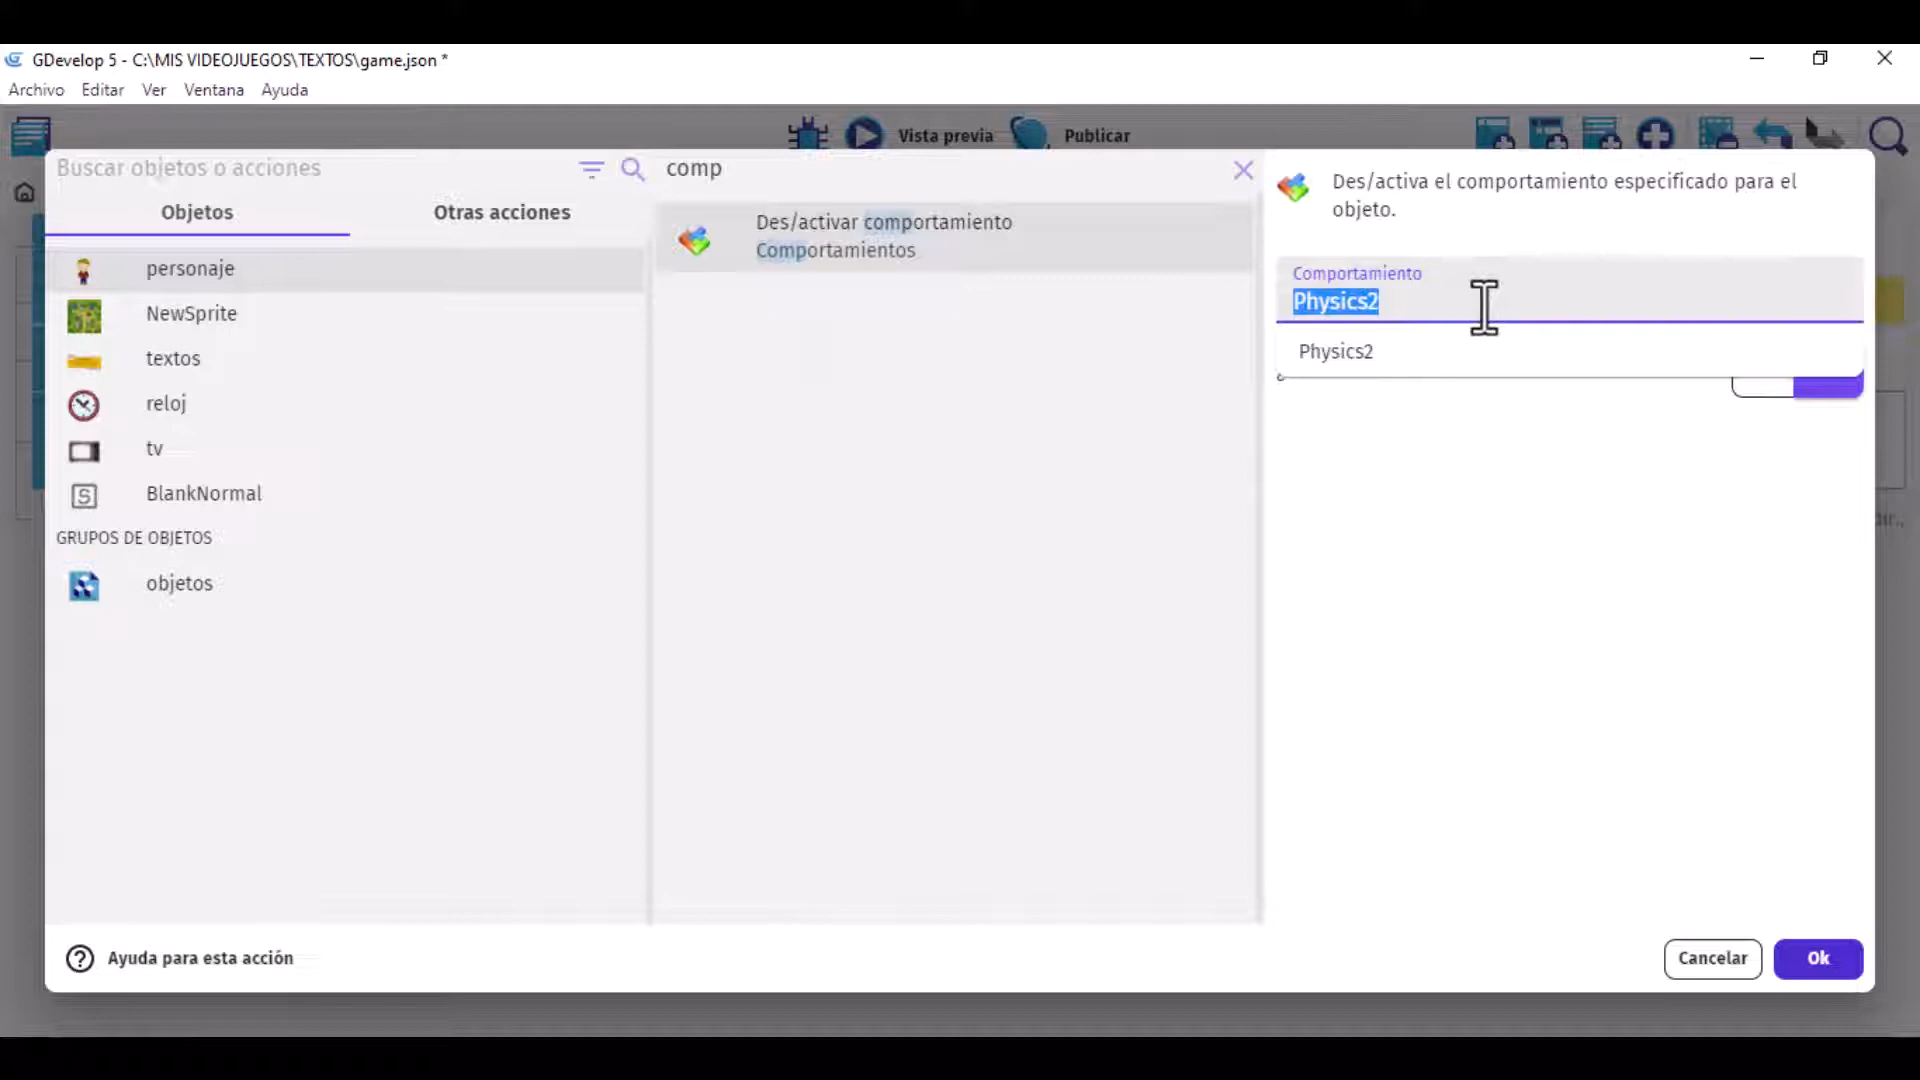 GDevelop 5 - C:\MIS VIDEOJUEGOS\TEXTOS\game.json *
Archivo Editar Ver Ventana Ayuda
Vista previa Publicar
Buscar objetos o acciones
comp
Objetos Otras acciones
personaje
NewSprite
textos
reloj
tv
BlankNormal
GRUPOS DE OBJETOS
objetos
Des/activar comportamiento
Comportamientos
Des/activa el comportamiento especificado para el
objeto.
Comportamiento
Physics2
Physics2
Ayuda para esta acción
Cancelar Ok